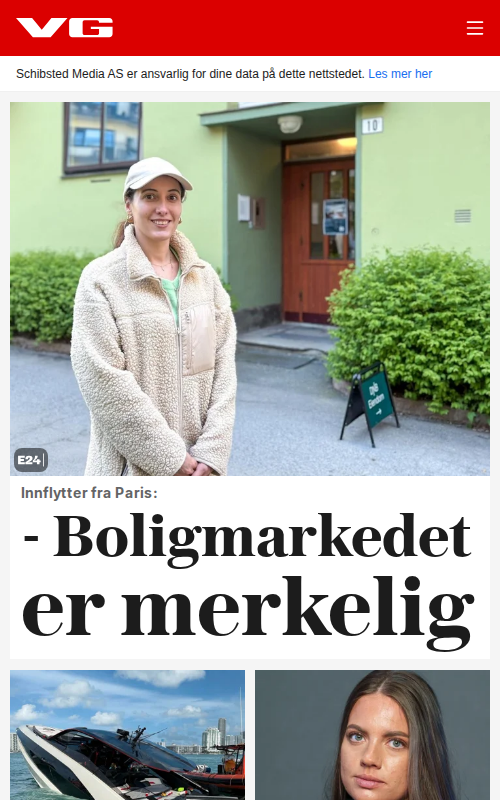 VG
Schibsted Media AS er ansvarlig for dine data på dette nettstedet. Les mer her
10
Eiendom
E24
Innflytter fra Paris:
- Boligmarkedet
er merkelig